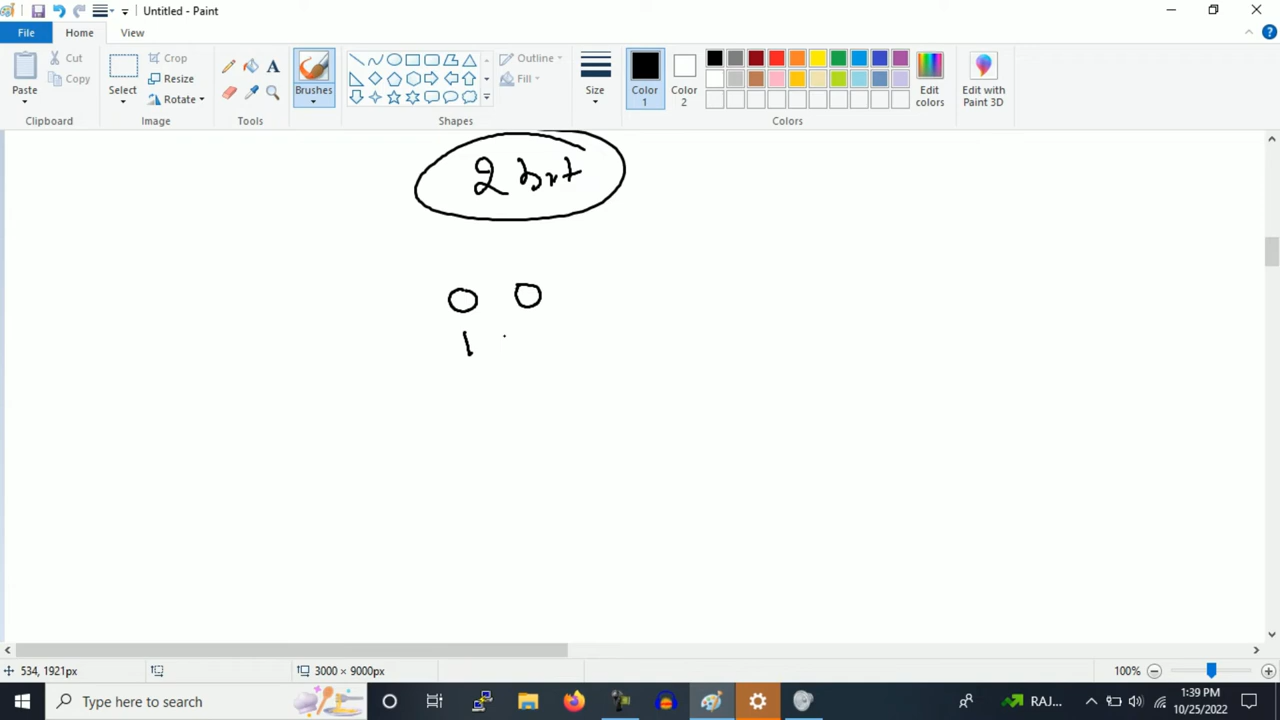 Untitled - Paint
File Home View
Paste
Cut
Copy
Clipboard
Select
Crop
Resize
Rotate
Image
A
Tools
Brushes
Outline
Fill
Shapes
Size
Color 1
Color 2
Edit colors
Edit with Paint 3D
Colors
2 bit
0 0
1
534, 1921px
3000 × 9000px
100%
Type here to search
RAJ...
1:39 PM
10/25/2022